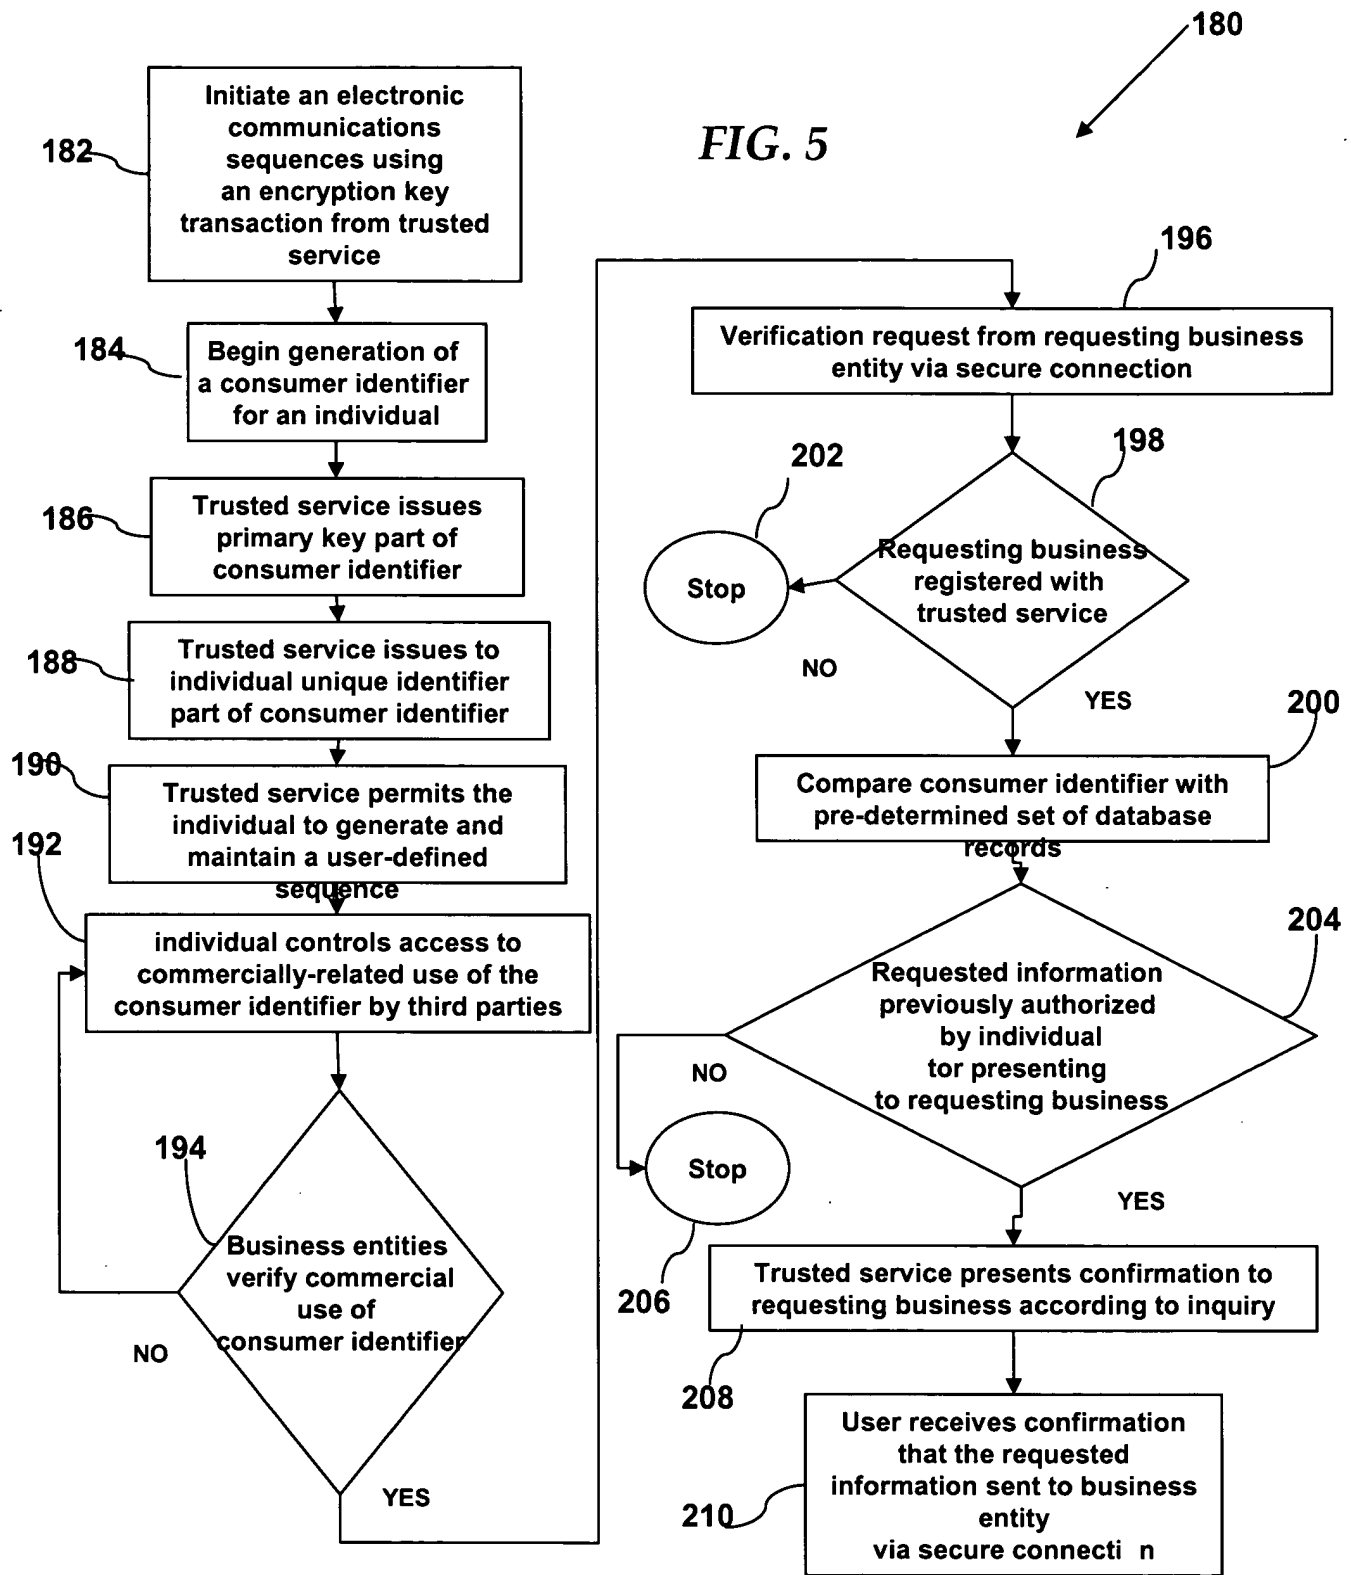 180
FIG. 5
182
Initiate an electronic
communications
sequences using
an encryption key
transaction from trusted
service
184
Begin generation of
a consumer identifier
for an individual
186
Trusted service issues
primary key part of
consumer identifier
188
Trusted service issues to
individual unique identifier
part of consumer identifier
190
Trusted service permits the
individual to generate and
maintain a user-defined
sequence
192
individual controls access to
commercially-related use of the
consumer identifier by third parties
194
Business entities
verify commercial
use of
consumer identifier
NO
YES
196
Verification request from requesting business
entity via secure connection
198
Requesting business
registered with
trusted service
202
Stop
NO
YES
200
Compare consumer identifier with
pre-determined set of database
records
204
Requested information
previously authorized
by individual
tor presenting
to requesting business
NO
Stop
206
YES
Trusted service presents confirmation to
requesting business according to inquiry
208
User receives confirmation
that the requested
information sent to business
entity
via secure connecti n
210